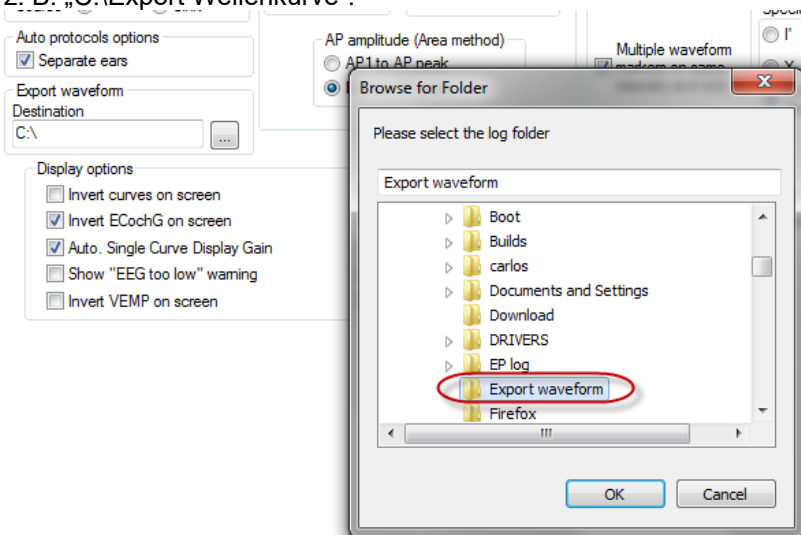 z. B. „C:\Export Wellenkurve“.
Auto protocols options
Separate ears
Export waveform
Destination
C:\
...
AP amplitude (Area method)
AP1 to AP peak
Multiple waveform
I'
Display options
Invert curves on screen
Invert ECochG on screen
Auto. Single Curve Display Gain
Show "EEG too low" warning
Invert VEMP on screen
Browse for Folder
Please select the log folder
Export waveform
Boot
Builds
carlos
Documents and Settings
Download
DRIVERS
EP log
Export waveform
Firefox
OK
Cancel